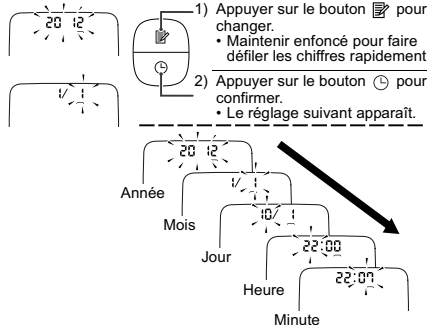 20 12
1) Appuyer sur le bouton pour
changer.
• Maintenir enfoncé pour faire
défiler les chiffres rapidement
1/ 1
2) Appuyer sur le bouton pour
confirmer.
• Le réglage suivant apparaît.
20 12
Année
1/ 1
Mois
10/ 1
Jour
22:00
Heure
22:07
Minute